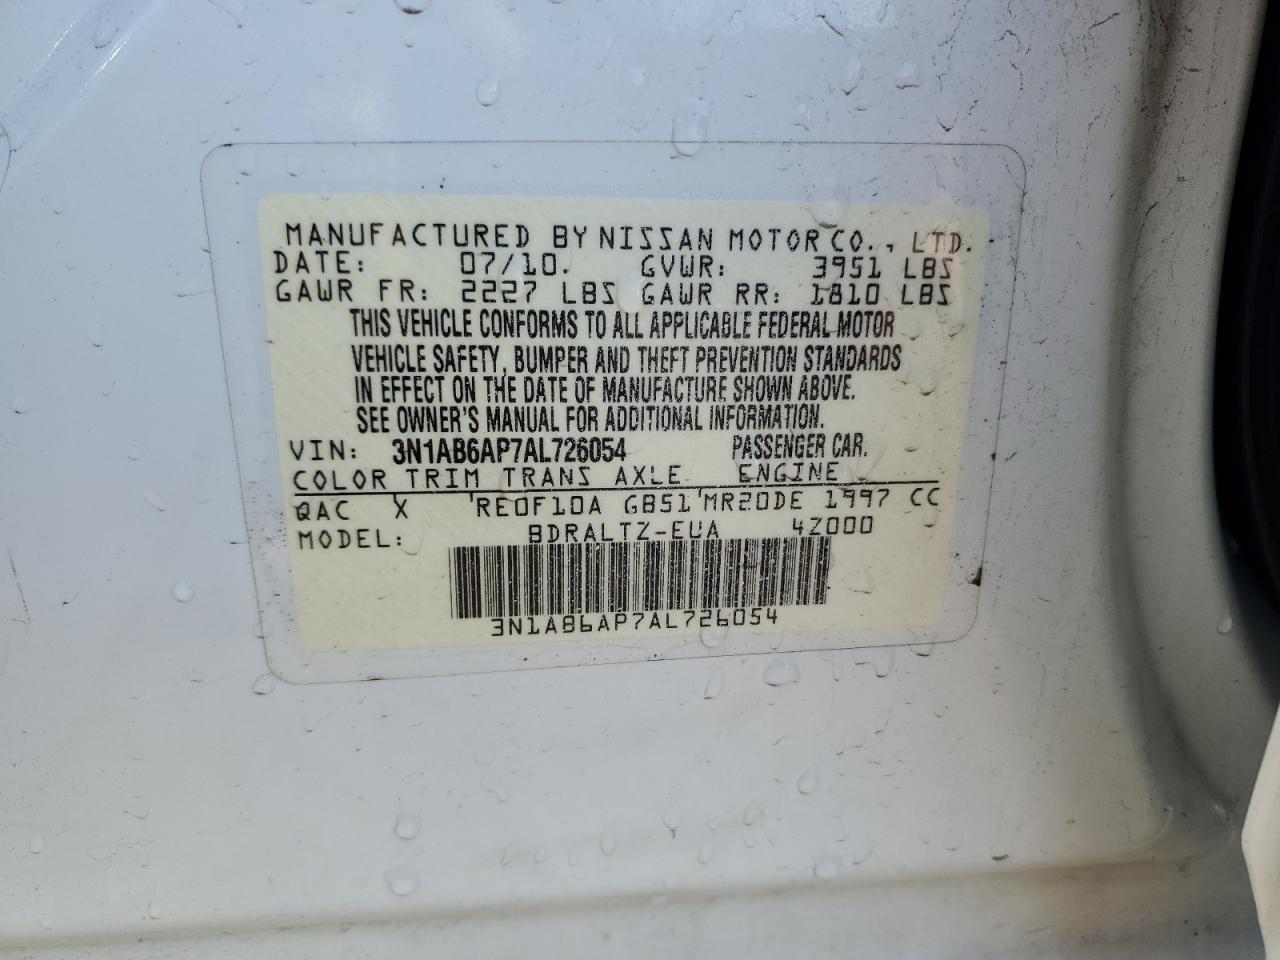 MANUFACTURED BY NISSAN MOTOR CO., LTD.
DATE: 07/10. GVWR: 3951 LBS
GAWR FR: 2227 LBS GAWR RR: 1810 LBS
THIS VEHICLE CONFORMS TO ALL APPLICABLE FEDERAL MOTOR
VEHICLE SAFETY, BUMPER AND THEFT PREVENTION STANDARDS
IN EFFECT ON THE DATE OF MANUFACTURE SHOWN ABOVE.
SEE OWNER'S MANUAL FOR ADDITIONAL INFORMATION.
VIN: 3N1AB6AP7AL726054 PASSENGER CAR.
COLOR TRIM TRANS AXLE ENGINE
QAC X RE0F10A GB51 MR20DE 1997 CC
MODEL: BDRALTZ-EUA 4Z000
3N1AB6AP7AL726054